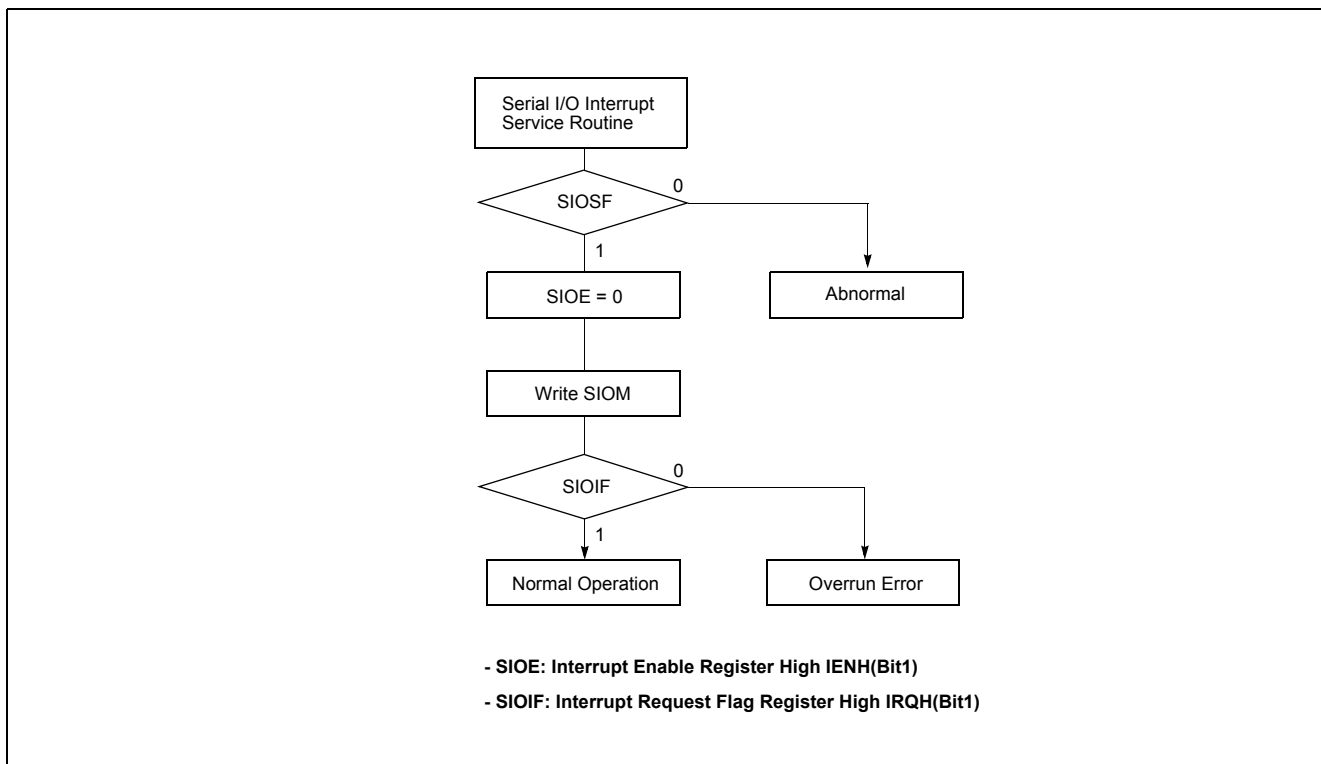 Serial I/O Interrupt
Service Routine
SIOSF
0
1
SIOE = 0
Abnormal
Write SIOM
SIOIF
0
1
Normal Operation
Overrun Error
- SIOE: Interrupt Enable Register High IENH(Bit1)
- SIOIF: Interrupt Request Flag Register High IRQH(Bit1)